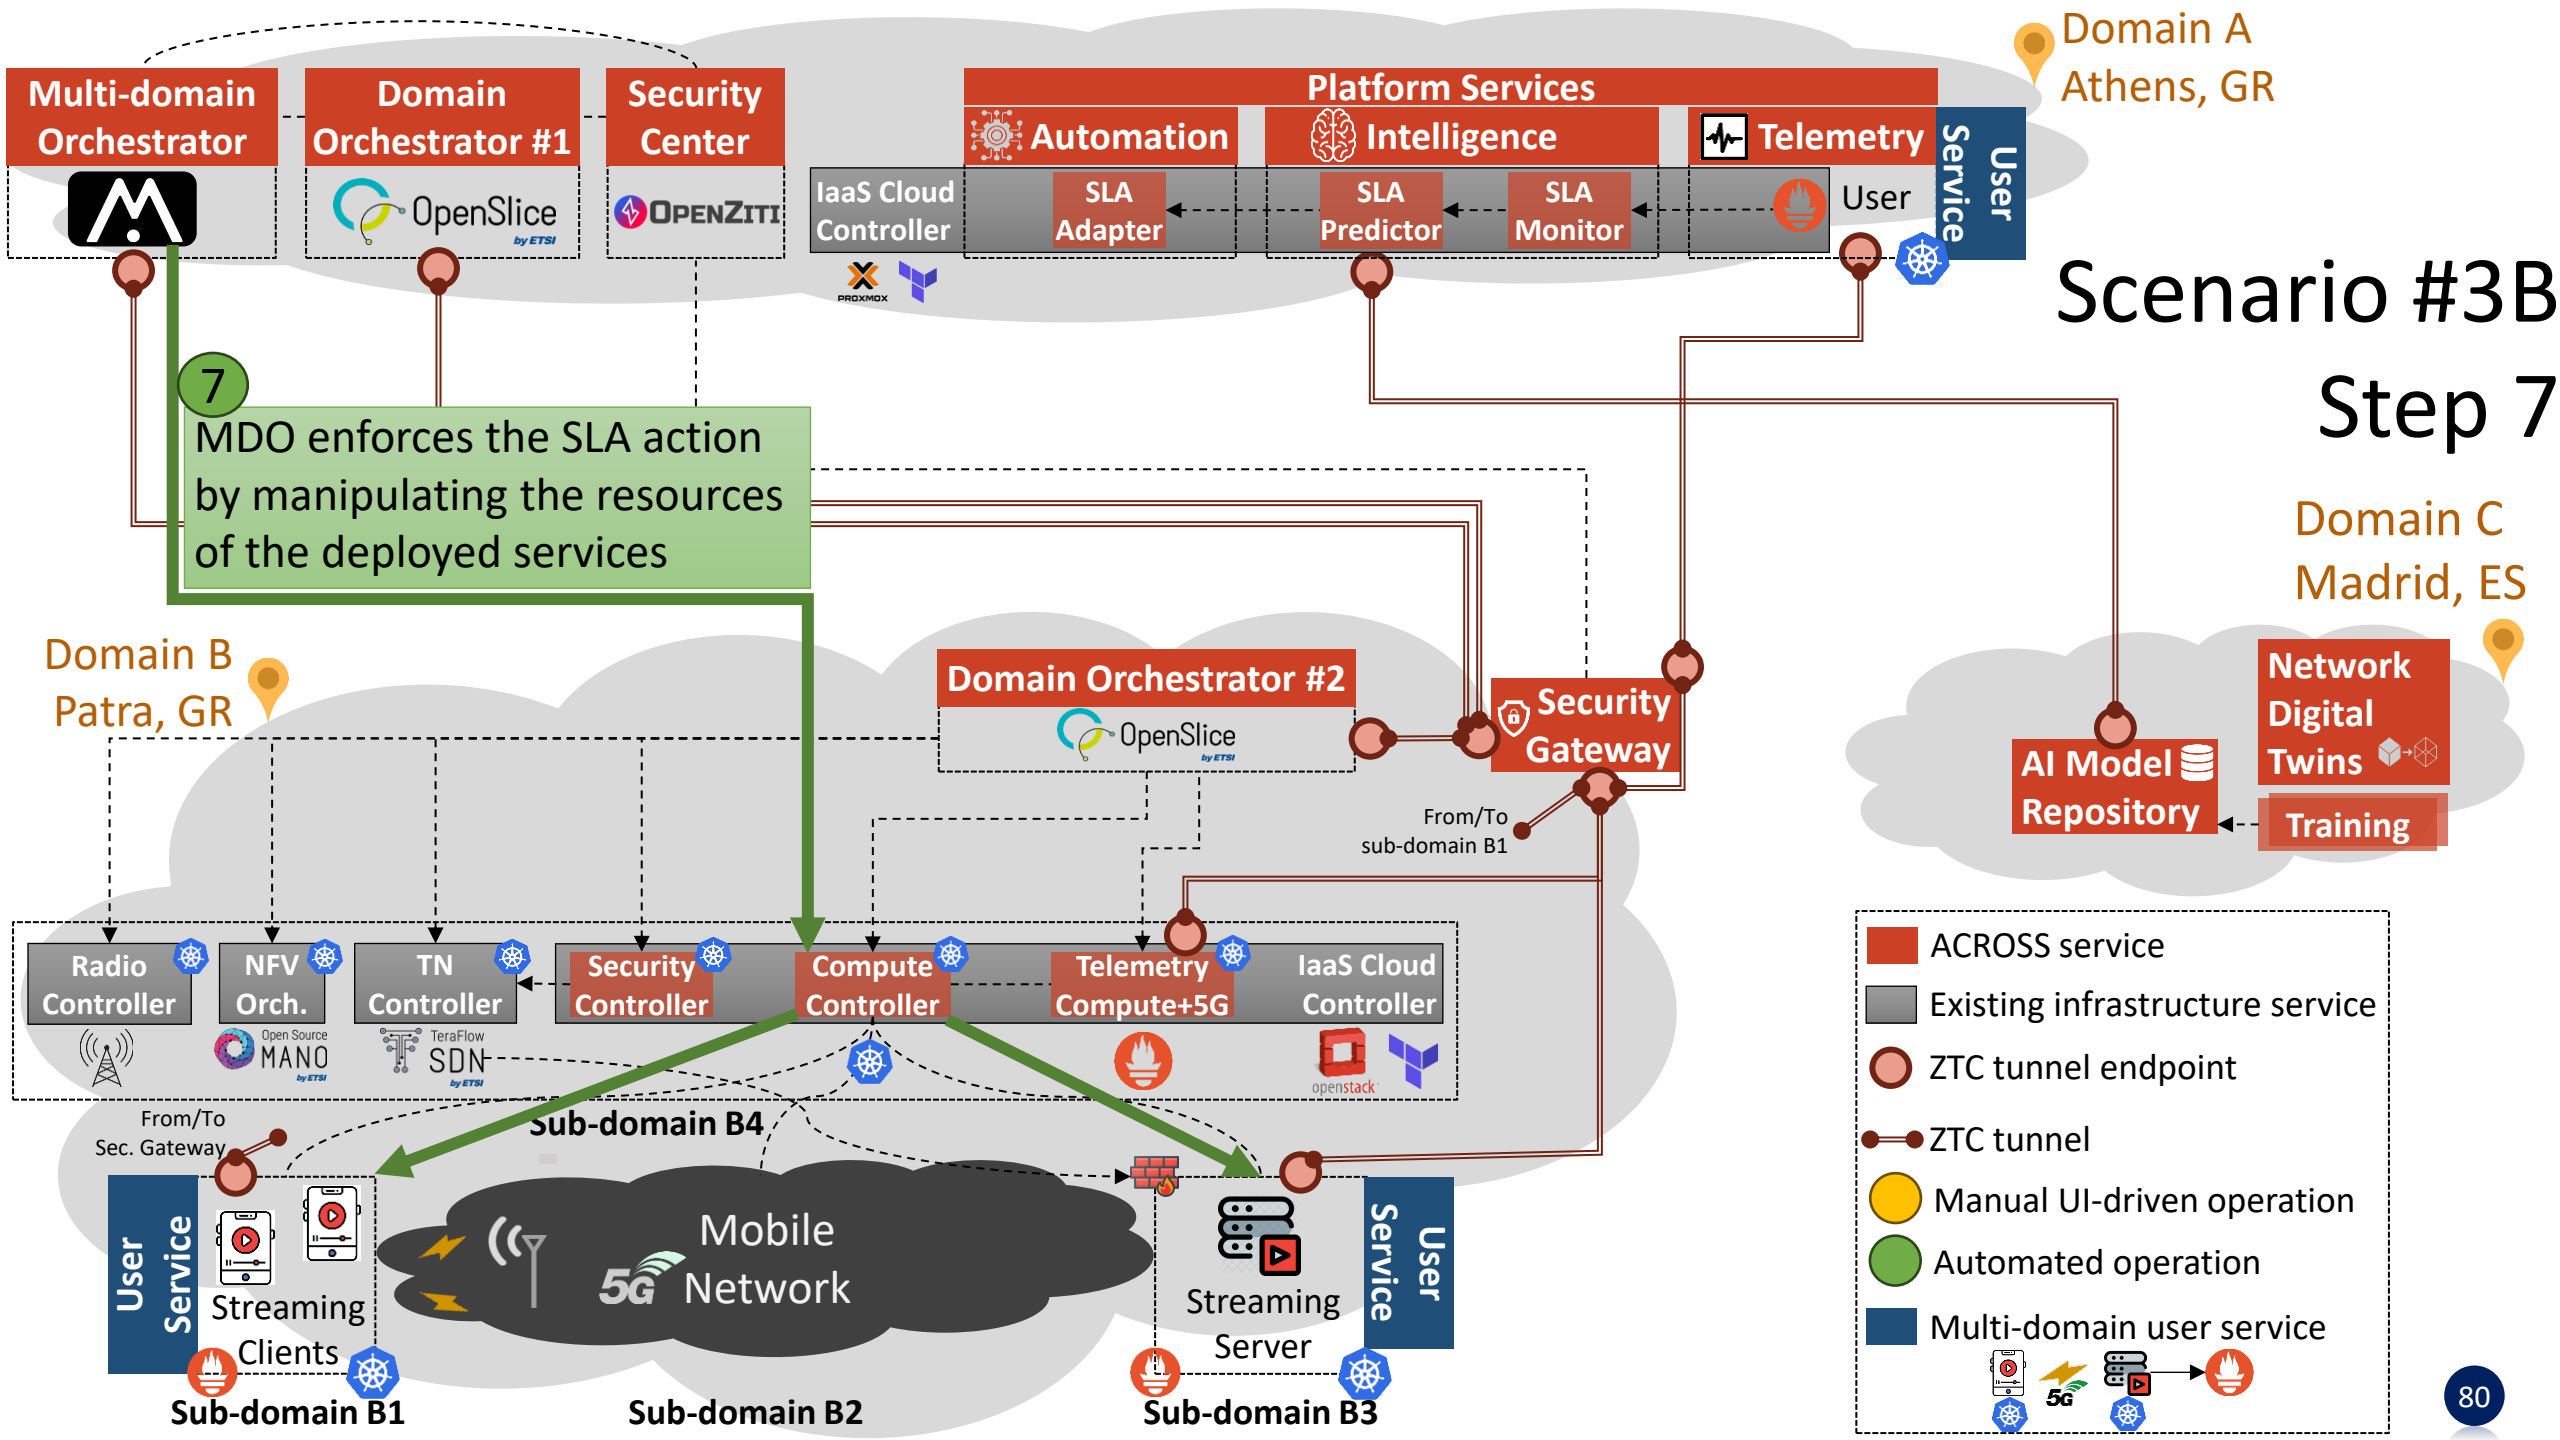 Domain A
Athens, GR
Multi-domain
Orchestrator
Domain
Orchestrator #1
Security
Center
Platform Services
Automation
Intelligence
Telemetry
User
Service
OpenSlice
by ETSI
OPENZITI
IaaS Cloud
Controller
SLA
Adapter
SLA
Predictor
SLA
Monitor
User
PROXMOX
Scenario #3B
Step 7
7
MDO enforces the SLA action
by manipulating the resources
of the deployed services
Domain C
Madrid, ES
Domain B
Patra, GR
Domain Orchestrator #2
OpenSlice
by ETSI
Security
Gateway
Network
Digital
Twins
AI Model
Repository
Training
From/To
sub-domain B1
Radio
Controller
NFV
Orch.
TN
Controller
Security
Controller
Compute
Controller
Telemetry
Compute+5G
IaaS Cloud
Controller
Open Source
MANO
by ETSI
TeraFlow
SDN
by ETSI
openstack
From/To
Sec. Gateway
Sub-domain B4
User
Service
Streaming
Clients
5G
Mobile
Network
Streaming
Server
User
Service
Sub-domain B1
Sub-domain B2
Sub-domain B3
ACROSS service
Existing infrastructure service
ZTC tunnel endpoint
ZTC tunnel
Manual UI-driven operation
Automated operation
Multi-domain user service
5G
80